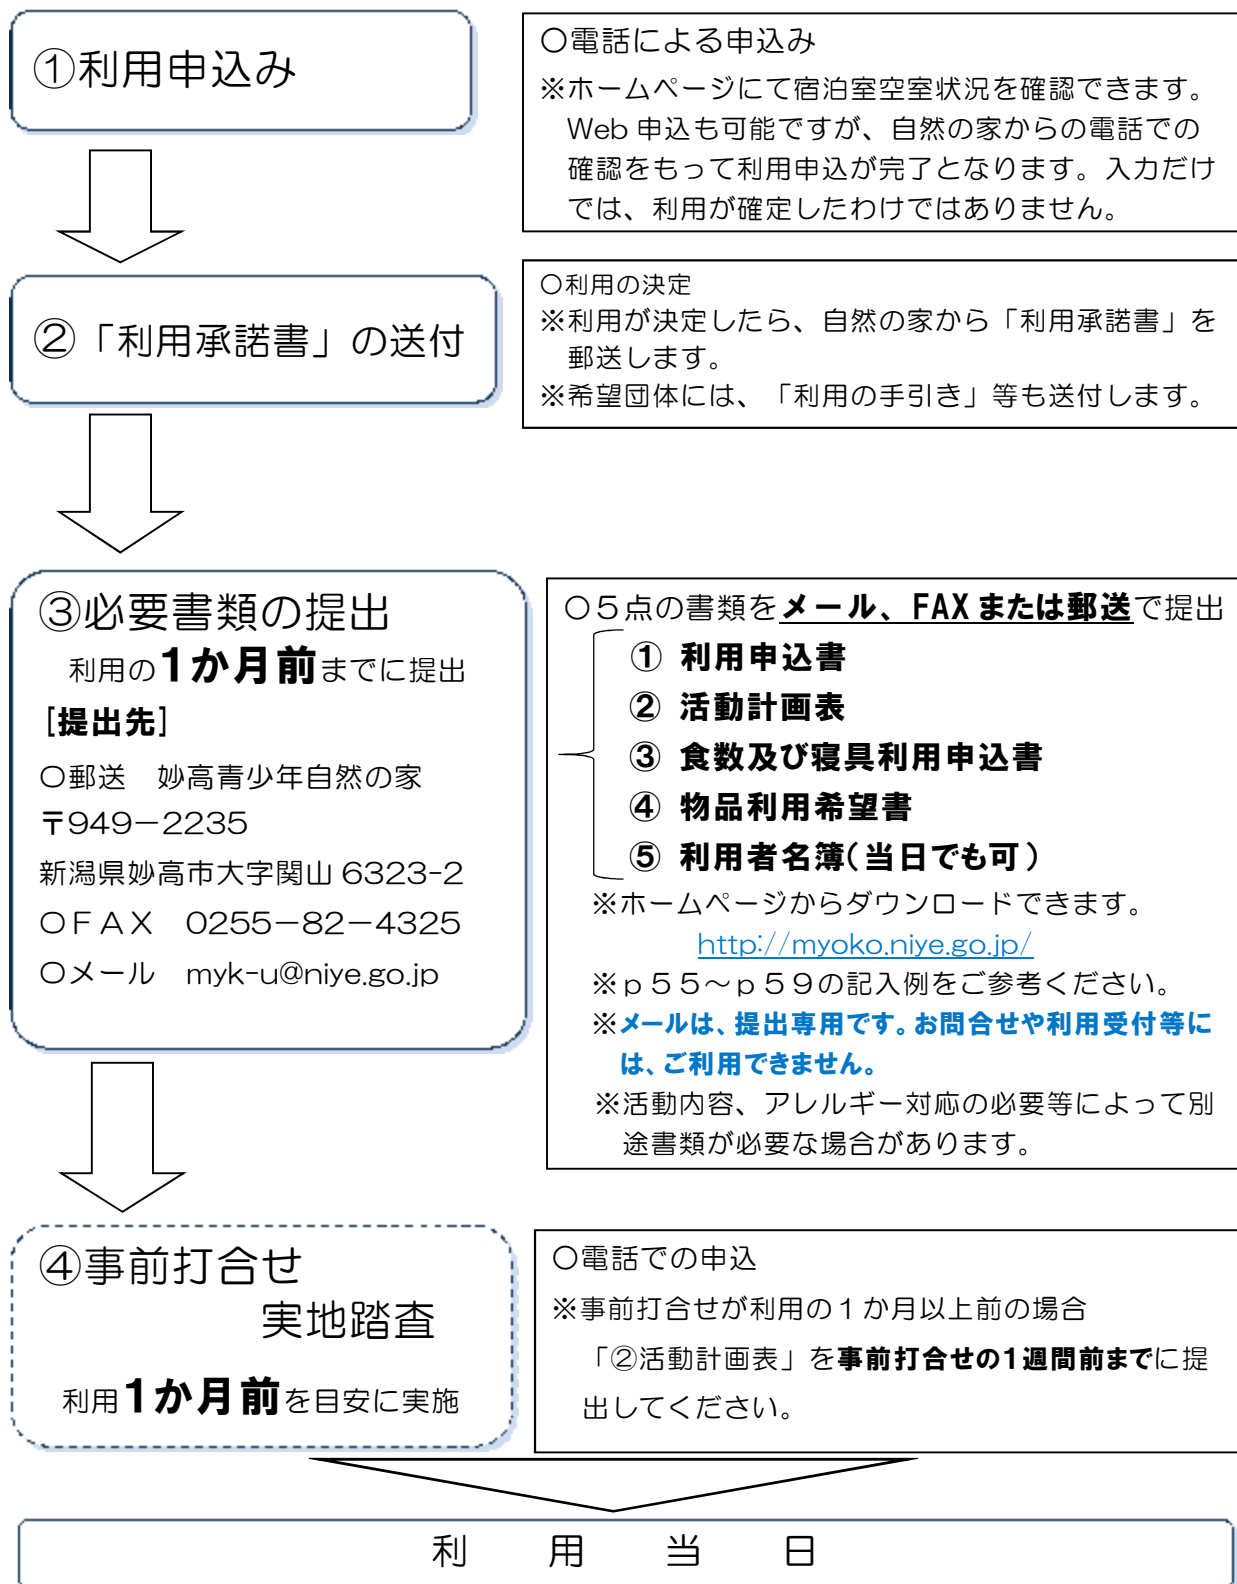 ①利用申込み
〇電話による申込み
※ホームページにて宿泊室空室状況を確認できます。
Web 申込も可能ですが、自然の家からの電話での
確認をもって利用申込が完了となります。入力だけ
では、利用が確定したわけではありません。
②「利用承諾書」の送付
〇利用の決定
※利用が決定したら、自然の家から「利用承諾書」を
郵送します。
※希望団体には、「利用の手引き」等も送付します。
③必要書類の提出
利用の1か月前までに提出
[提出先]
〇郵送　妙高青少年自然の家
〒949－2235
新潟県妙高市大字関山 6323-2
〇ＦＡＸ　0255－82－4325
〇メール　myk-u@niye.go.jp
〇５点の書類をメール、FAX または郵送で提出
① 利用申込書
② 活動計画表
③ 食数及び寝具利用申込書
④ 物品利用希望書
⑤ 利用者名簿（当日でも可）
※ホームページからダウンロードできます。
http://myoko.niye.go.jp/
※ｐ５５～ｐ５９の記入例をご参考ください。
※メールは、提出専用です。お問合せや利用受付等に
は、ご利用できません。
※活動内容、アレルギー対応の必要等によって別
途書類が必要な場合があります。
④事前打合せ
実地踏査
利用1か月前を目安に実施
〇電話での申込
※事前打合せが利用の１か月以上前の場合
「②活動計画表」を事前打合せの1週間前までに提
出してください。
利　用　当　日